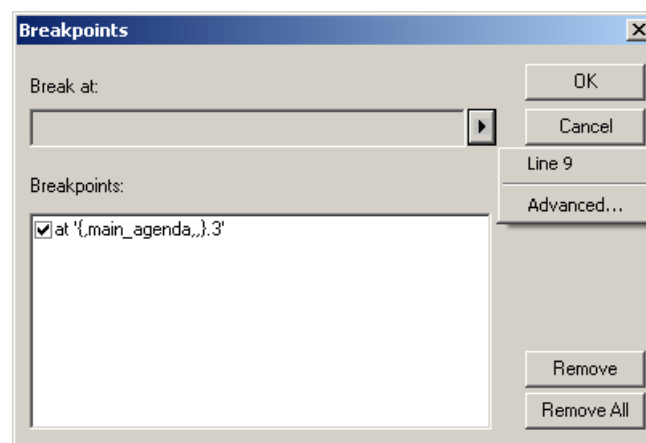 Breakpoints
Break at:
OK
Cancel
Line 9
Advanced...
Breakpoints:
at '{,main_agenda,,}.3'
Remove
Remove All